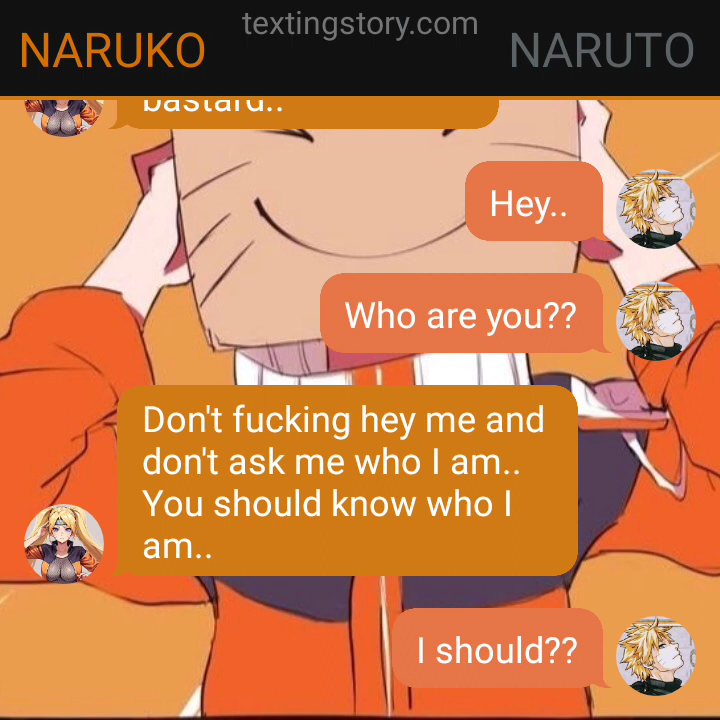 textingstory.com
NARUKO
NARUTO
bastard..
Hey..
Who are you??
Don't fucking hey me and
don't ask me who I am..
You should know who I
am..
I should??